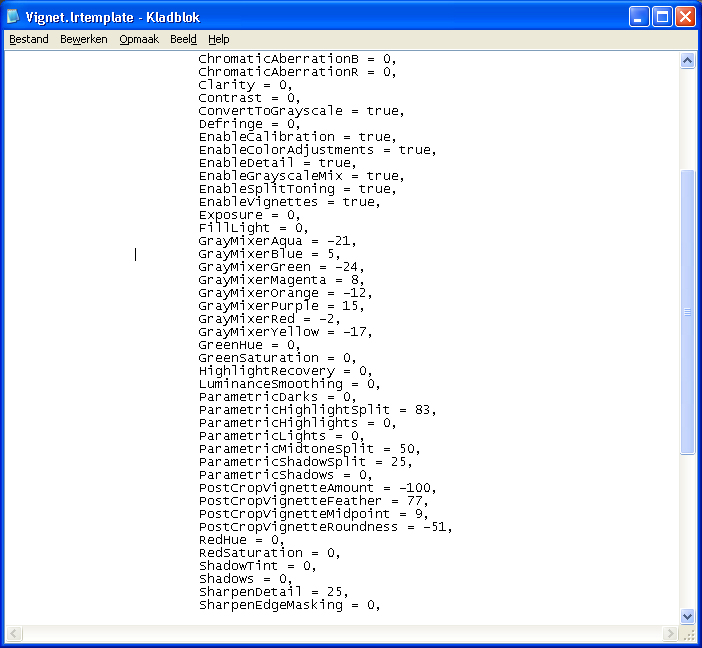 Vignet.lrtemplate - Kladblok
Bestand Bewerken Opmaak Beeld Help
ChromaticAberrationB = 0,
ChromaticAberrationR = 0,
Clarity = 0,
Contrast = 0,
ConvertToGrayscale = true,
Defringe = 0,
EnableCalibration = true,
EnableColorAdjustments = true,
EnableDetail = true,
EnableGrayscaleMix = true,
EnableSplitToning = true,
EnableVignettes = true,
Exposure = 0,
FillLight = 0,
GrayMixerAqua = -21,
GrayMixerBlue = 5,
GrayMixerGreen = -24,
GrayMixerMagenta = 8,
GrayMixerOrange = -12,
GrayMixerPurple = 15,
GrayMixerRed = -2,
GrayMixerYellow = -17,
GreenHue = 0,
GreenSaturation = 0,
HighlightRecovery = 0,
LuminanceSmoothing = 0,
ParametricDarks = 0,
ParametricHighlightSplit = 83,
ParametricHighlights = 0,
ParametricLights = 0,
ParametricMidtoneSplit = 50,
ParametricShadowSplit = 25,
ParametricShadows = 0,
PostCropVignetteAmount = -100,
PostCropVignetteFeather = 77,
PostCropVignetteMidpoint = 9,
PostCropVignetteRoundness = -51,
RedHue = 0,
RedSaturation = 0,
ShadowTint = 0,
Shadows = 0,
SharpenDetail = 25,
SharpenEdgeMasking = 0,